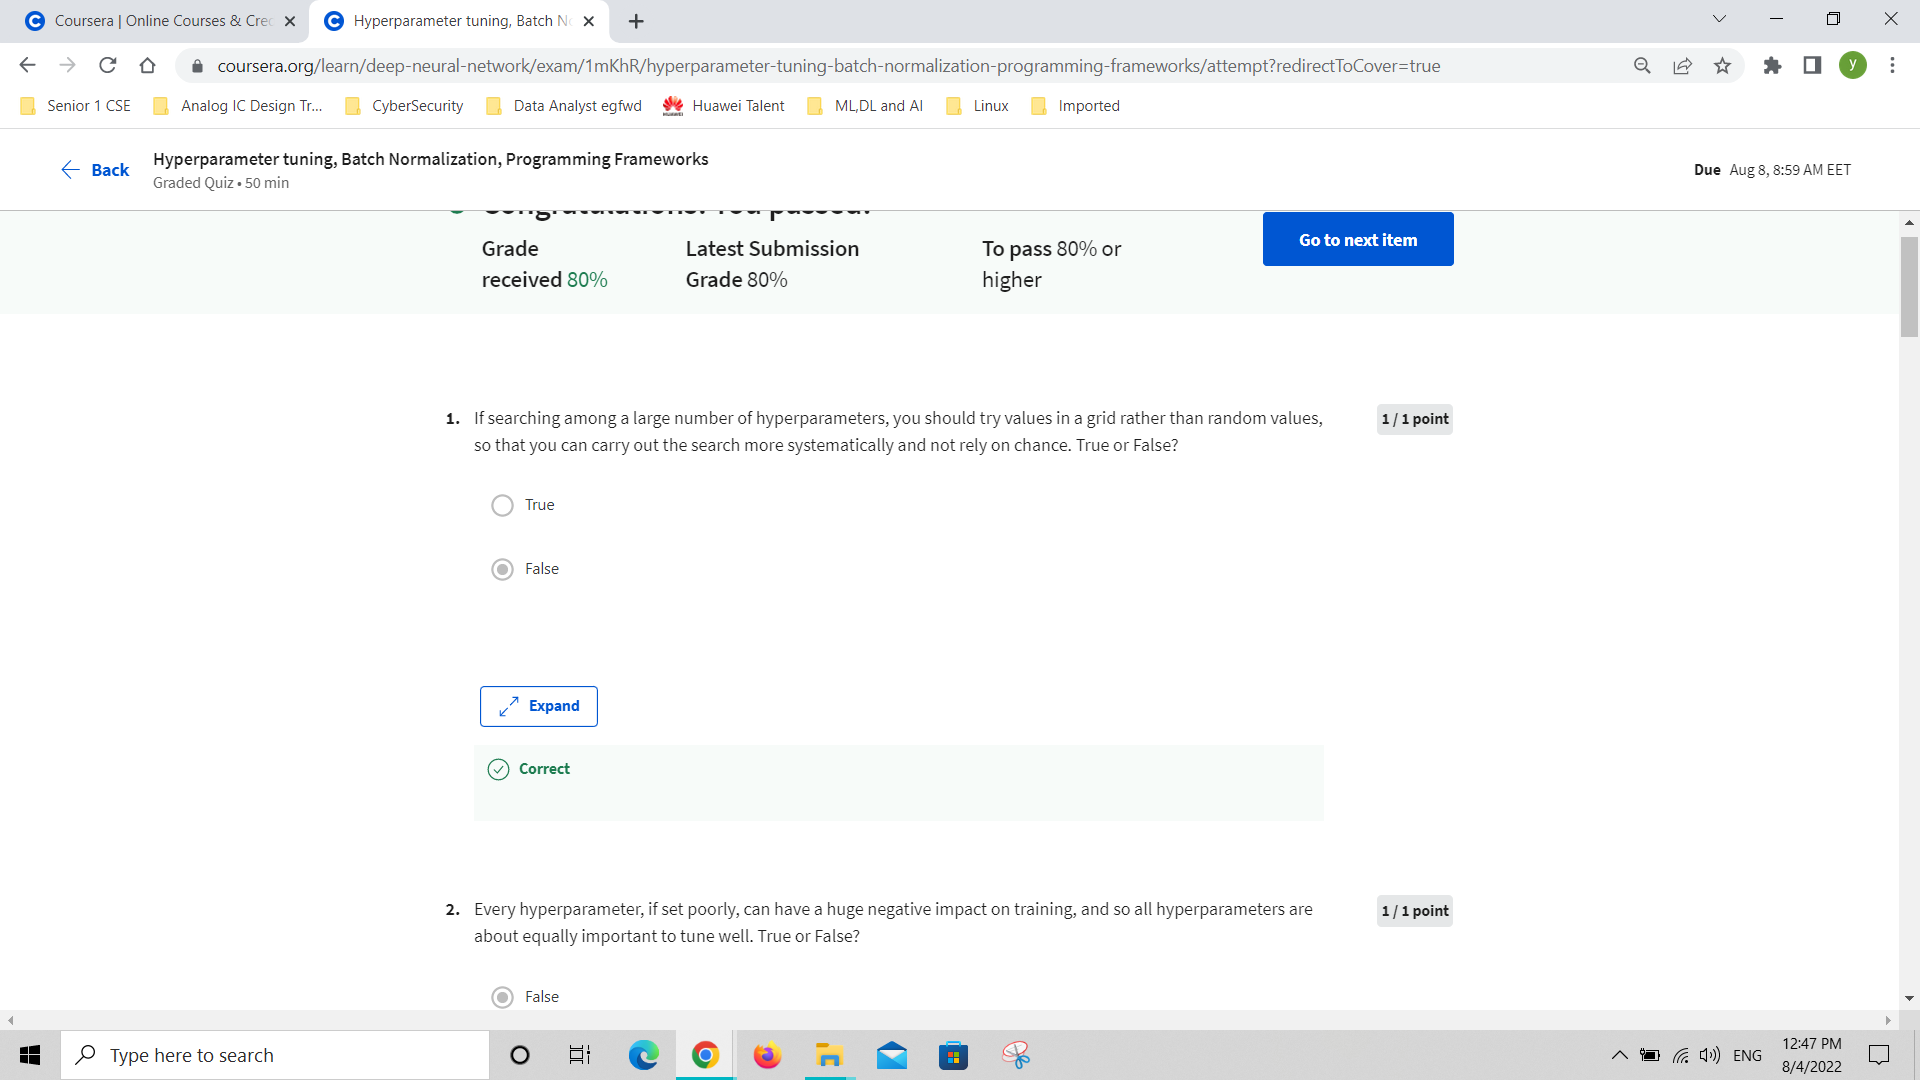 Coursera | Online Courses & Cre
Hyperparameter tuning, Batch N
coursera.org/learn/deep-neural-network/exam/1mKhR/hyperparameter-tuning-batch-normalization-programming-frameworks/attempt?redirectToCover=true
y
Senior 1 CSE
Analog IC Design Tr...
CyberSecurity
Data Analyst egfwd
Huawei Talent
ML,DL and AI
Linux
Imported
Back
Hyperparameter tuning, Batch Normalization, Programming Frameworks
Graded Quiz • 50 min
Due Aug 8, 8:59 AM EET
Congratulations! You passed!
Grade received 80%
Latest Submission Grade 80%
To pass 80% or higher
Go to next item
1. If searching among a large number of hyperparameters, you should try values in a grid rather than random values,
so that you can carry out the search more systematically and not rely on chance. True or False?
1 / 1 point
True
False
Expand
Correct
2. Every hyperparameter, if set poorly, can have a huge negative impact on training, and so all hyperparameters are
about equally important to tune well. True or False?
1 / 1 point
False
Type here to search
ENG
12:47 PM
8/4/2022